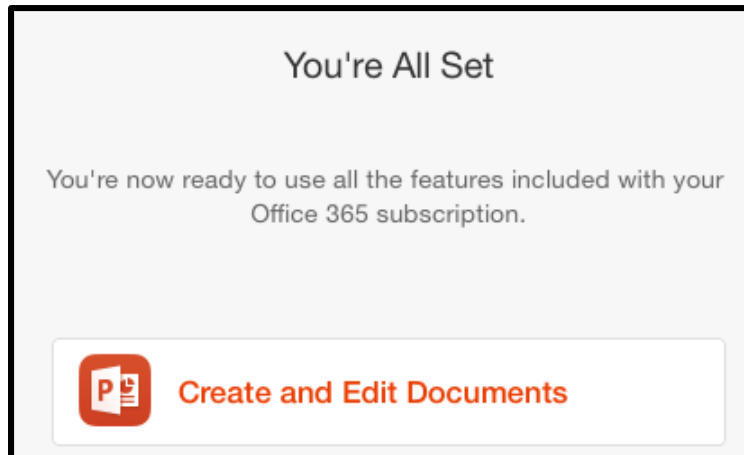 You're All Set
You're now ready to use all the features included with your
Office 365 subscription.
P
Create and Edit Documents